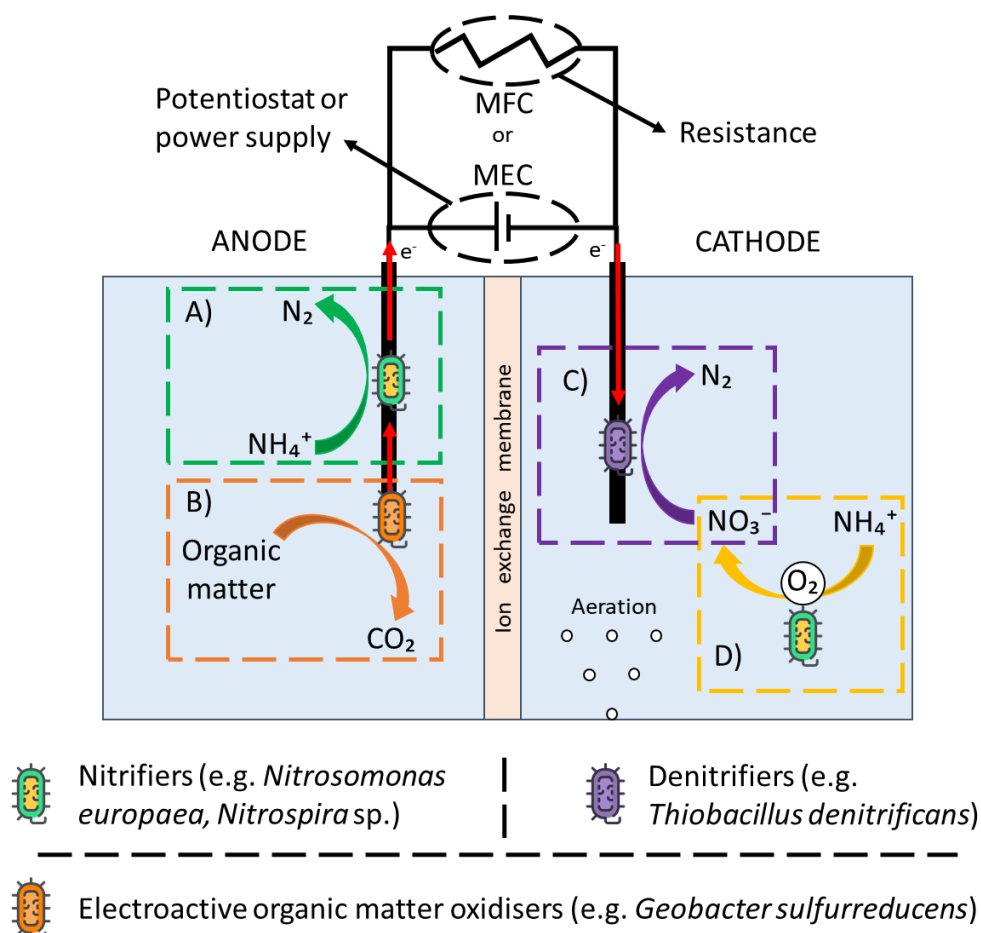 Potentiostat or
power supply
MFC
or
MEC
Resistance
ANODE
e⁻
e⁻
CATHODE
A)
N₂
NH₄⁺
B)
Organic
matter
CO₂
Ion exchange membrane
C)
N₂
NO₃⁻
NH₄⁺
O₂
D)
Aeration
Nitrifiers (e.g. Nitrosomonas
europaea, Nitrospira sp.)
Denitrifiers (e.g.
Thiobacillus denitrificans)
Electroactive organic matter oxidisers (e.g. Geobacter sulfurreducens)